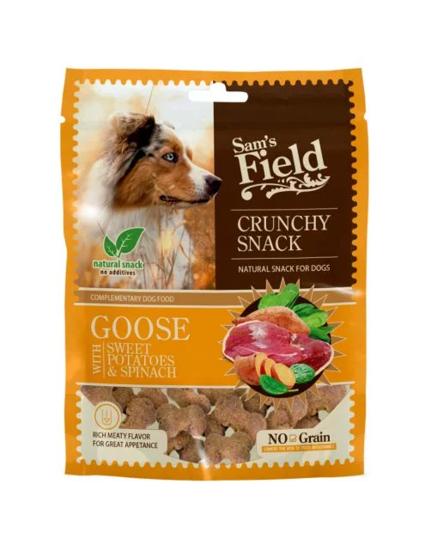 Sam's
Field
CRUNCHY
SNACK
NATURAL SNACK FOR DOGS
natural snack
no additives
COMPLEMENTARY DOG FOOD
GOOSE
WITH
SWEET
POTATOES
& SPINACH
RICH MEATY FLAVOR
FOR GREAT APPETANCE
NO Grain